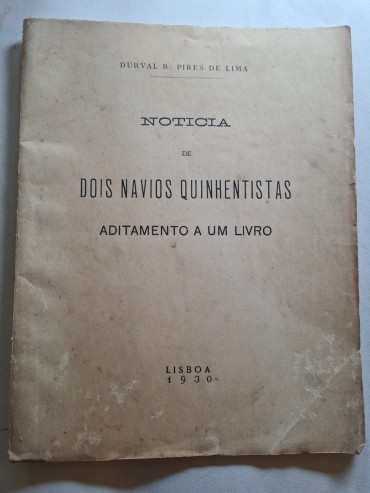 DURVAL R. PIRES DE LIMA
NOTICIA
DE
DOIS NAVIOS QUINHENTISTAS
ADITAMENTO A UM LIVRO
LISBOA
1930